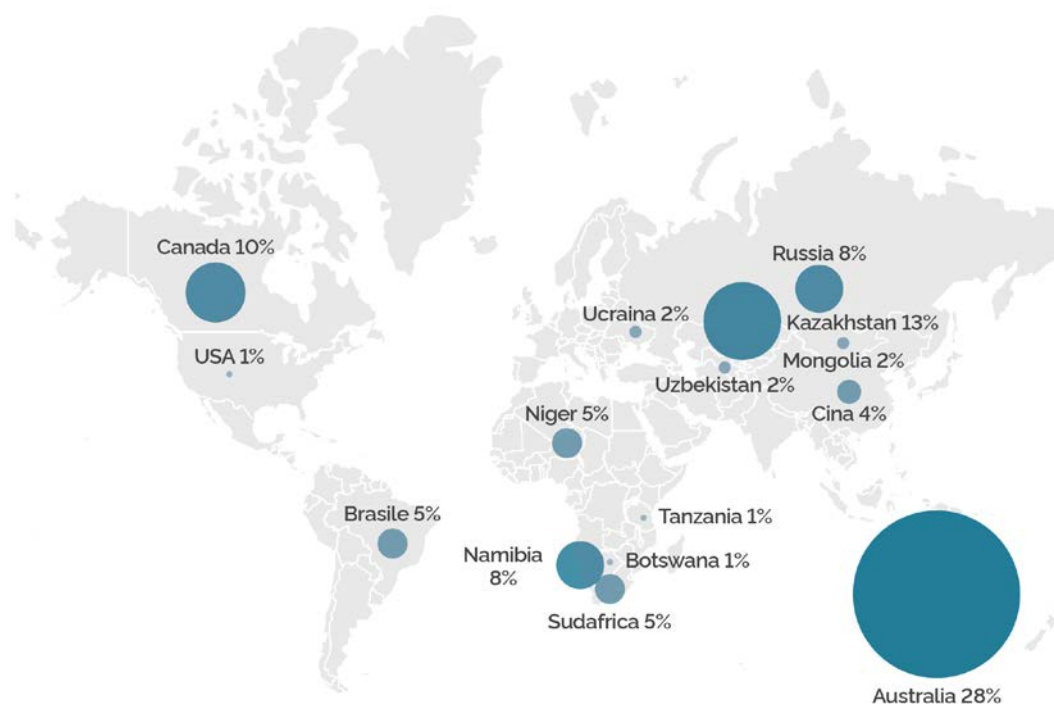 Canada 10%
Russia 8%
Ucraina 2%
Kazakhstan 13%
USA 1%
Mongolia 2%
Uzbekistan 2%
Cina 4%
Niger 5%
Brasile 5%
Tanzania 1%
Namibia
8%
Botswana 1%
Sudafrica 5%
Australia 28%